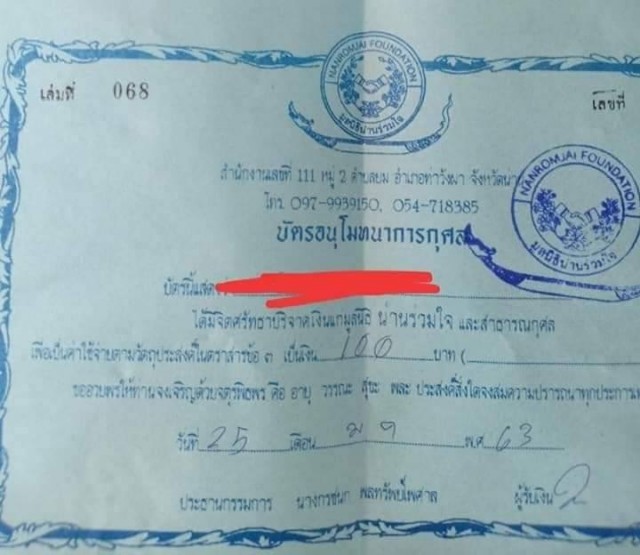 NANROMJAI FOUNDATION
มูลนิธิน่านร่วมใจ
เล่มที่ 068 เลขที่
สำนักงานเลขที่ 111 หมู่ 2 ตำบลยม อำเภอท่าวังผา จังหวัดน่า
โทร. 097-9939150, 054-718385
NANROMJAI FOUNDATION
มูลนิธิน่านร่วมใจ
บัตรอนุโมทนาการกุศล
บัตรนี้แสดง
ได้มีจิตศรัทธาบริจาคเงินแก่มูลนิธิ น่านร่วมใจ และสาธารณกุศล
เพื่อเป็นค่าใช้จ่ายตามวัตถุประสงค์ในตราสารข้อ ๓ เป็นเงิน 100 บาท (
ขออวยพรให้ท่านจงเจริญด้วยจตุรพิธพร คือ อายุ วรรณะ สุขะ พละ ประสงค์สิ่งใดจงสมความปรารถนาทุกประการเท
วันที่ 25 เดือน พ.ศ 63
ประธานกรรมการ นางกรชนก พลทรัพย์ไพศาล ผู้รับเงิน